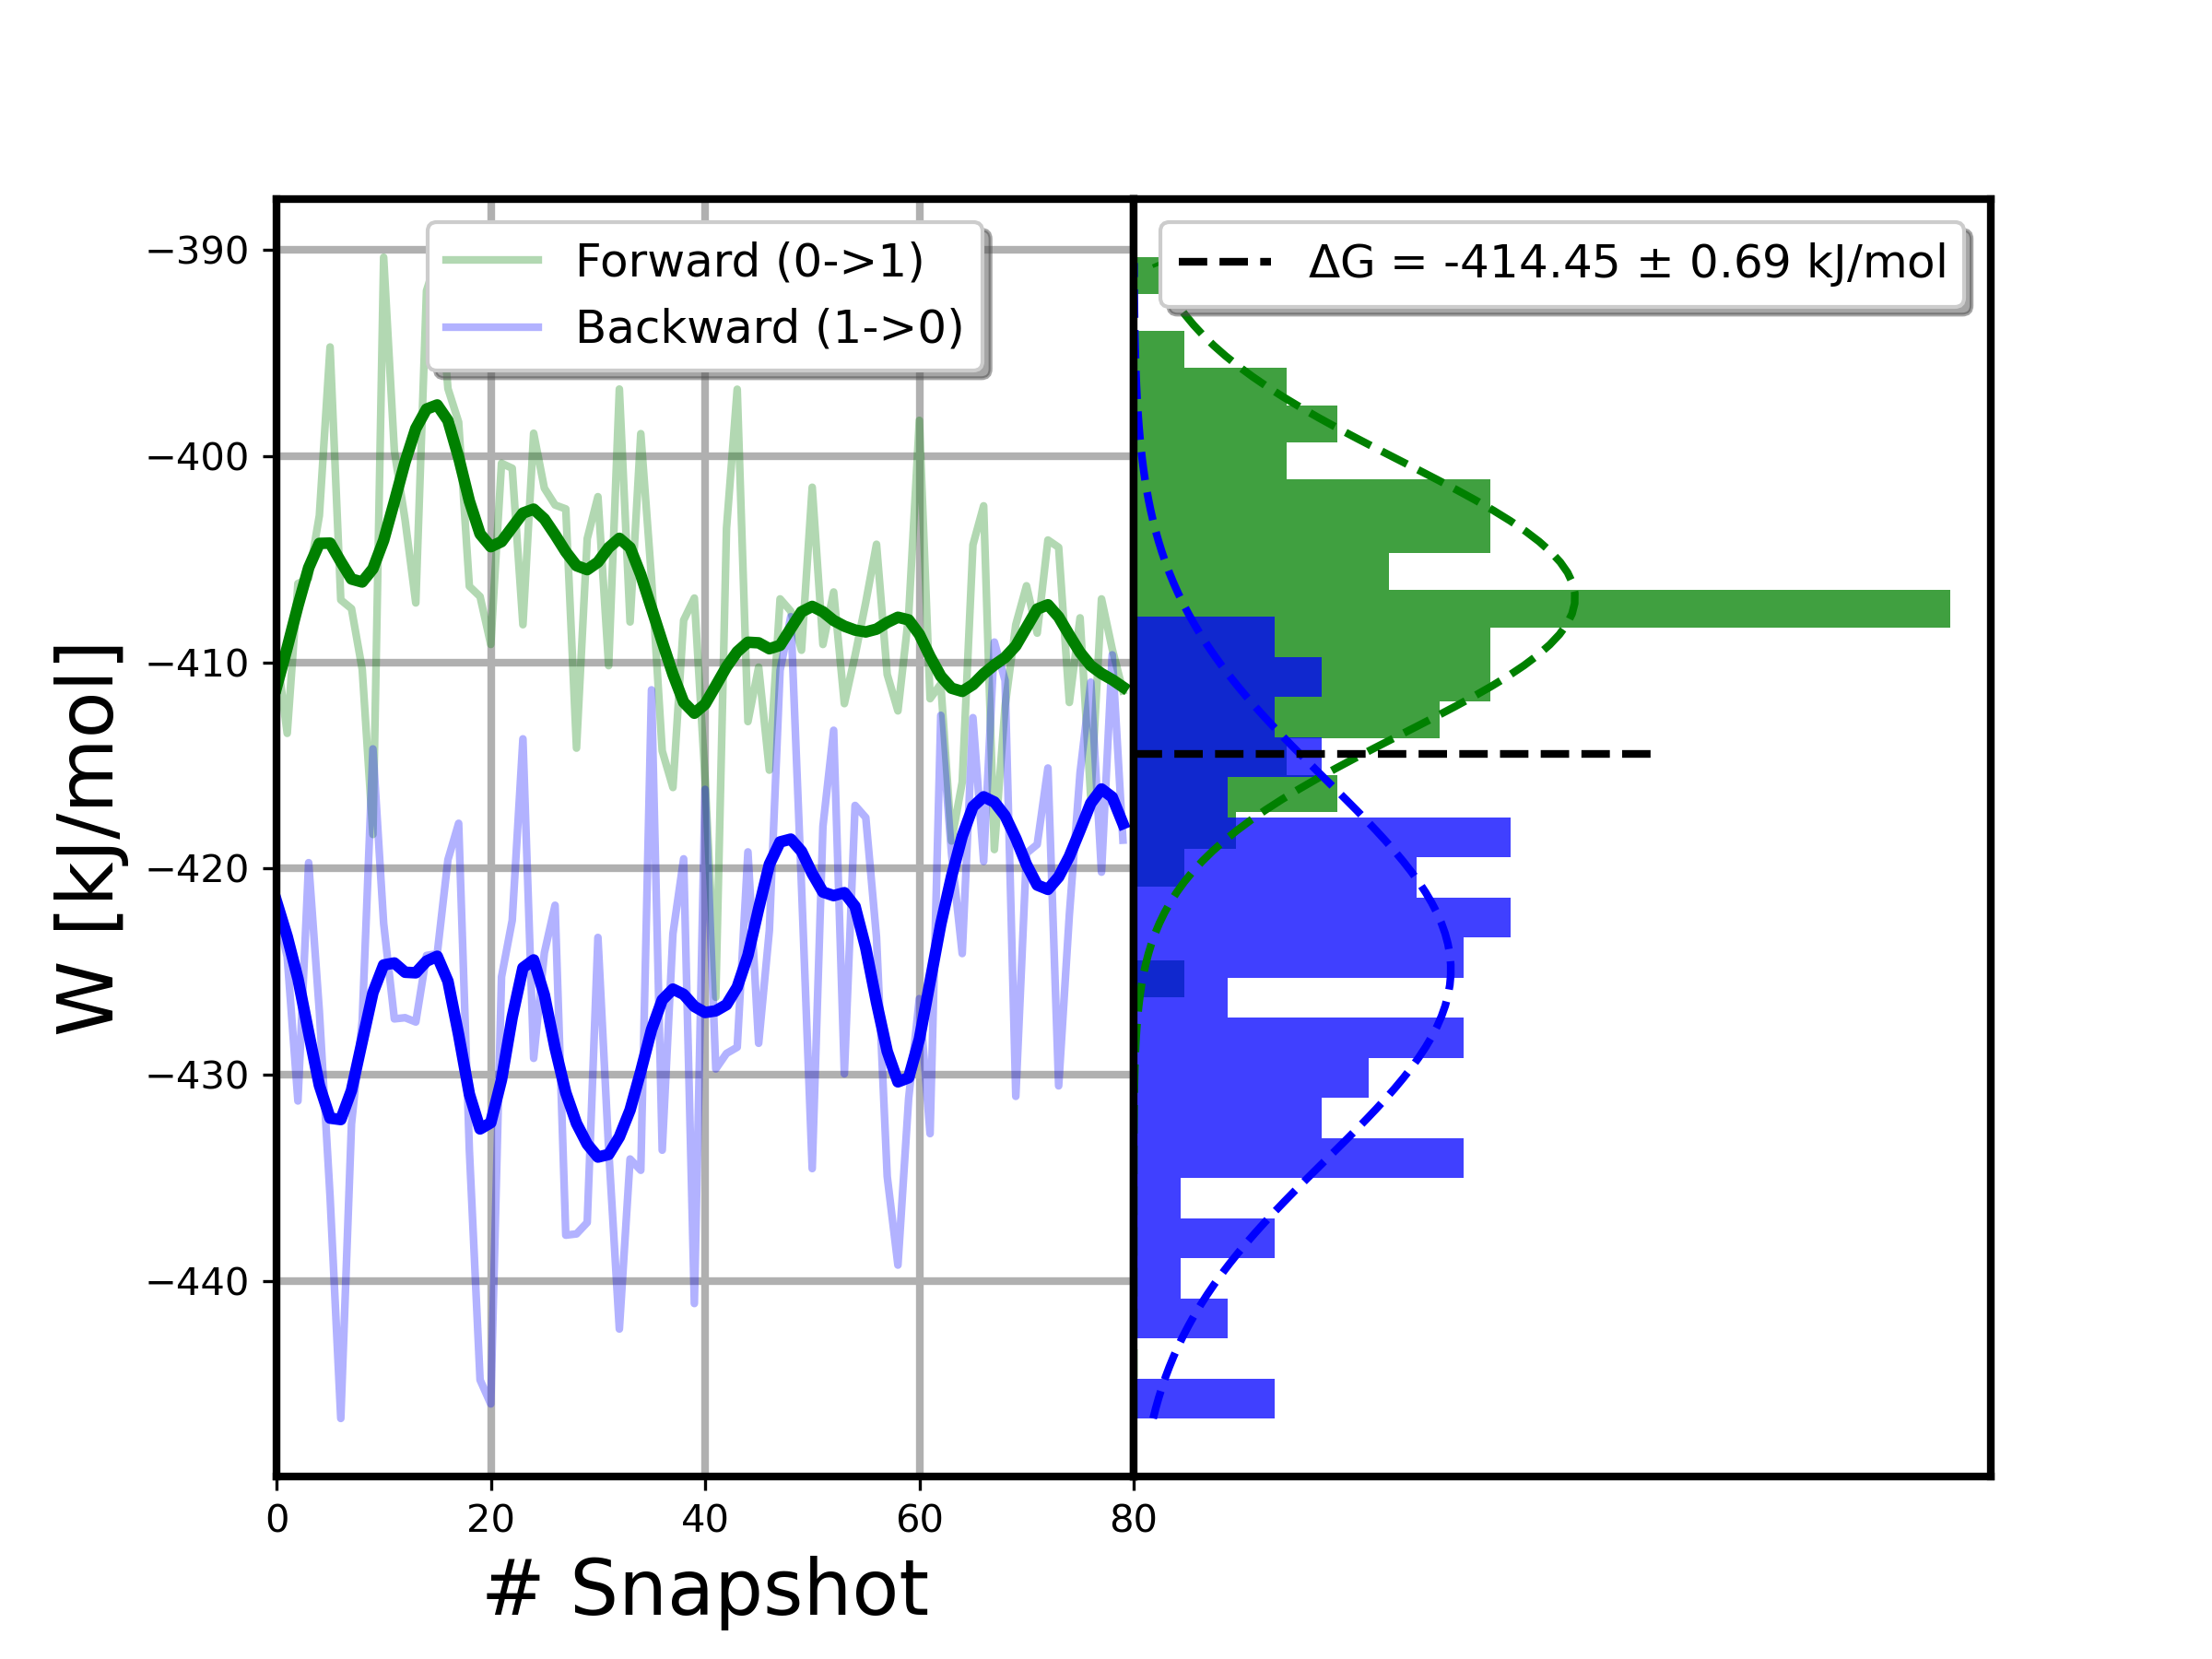 Forward (0->1)
Backward (1->0)
ΔG = -414.45 ± 0.69 kJ/mol
W [kJ/mol]
−390
−400
−410
−420
−430
−440
0 20 40 60 80
# Snapshot